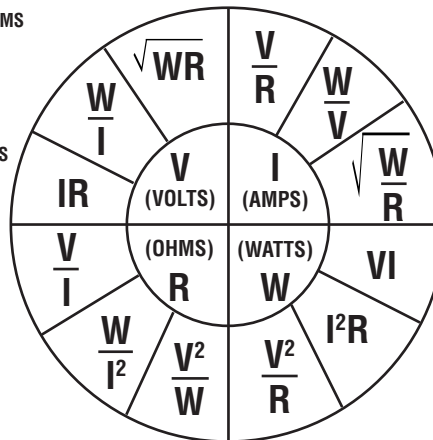 MS
S
√WR
V
R
W
I
W
V
√W
R
IR
V
(VOLTS)
I
(AMPS)
V
I
(OHMS)
R
(WATTS)
W
VI
W
I²
V²
W
V²
R
I²R